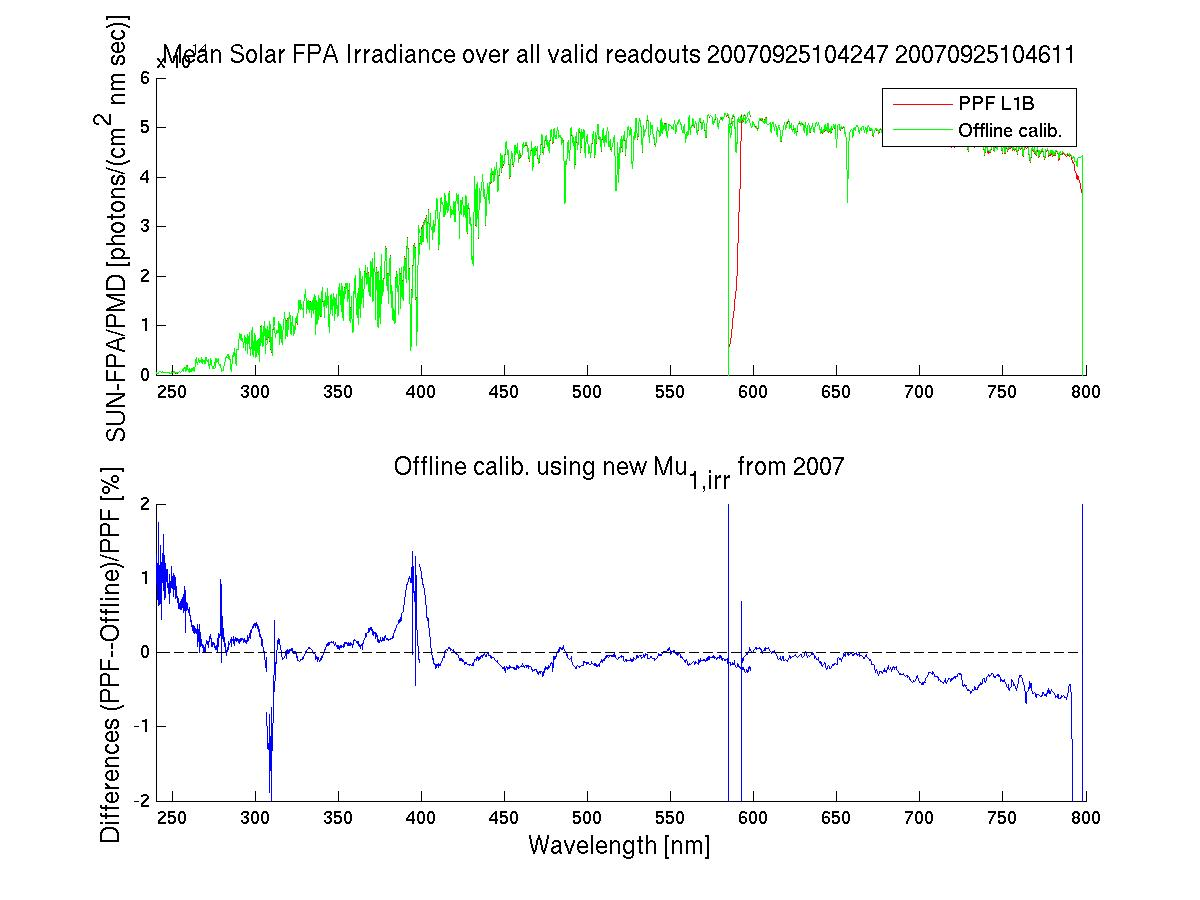 Mean Solar FPA Irradiance over all valid readouts 20070925104247 20070925104611
x 10
SUN-FPA/PMD [photons/(cm2 nm sec)]
6
5
4
3
2
1
0
PPF L1B
Offline calib.
250 300 350 400 450 500 550 600 650 700 750 800
Offline calib. using new Mu1,irr from 2007
Differences (PPF--Offline)/PPF [%]
2
1
0
-1
-2
250 300 350 400 450 500 550 600 650 700 750 800
Wavelength [nm]